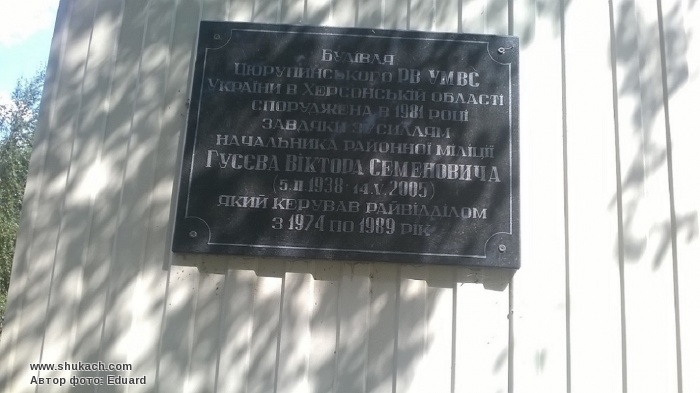 Будівля
Цюрупинського РВ УМВС
України в Херсонській області
споруджена в 1981 році
завдяки зусиллям
начальника районної міліції
Гусєва Віктора Семеновича
(5.II 1938 - 14.V.2005)
який керував райвідділом
з 1974 по 1989 рік
www.shukach.com
Автор фото: Eduard